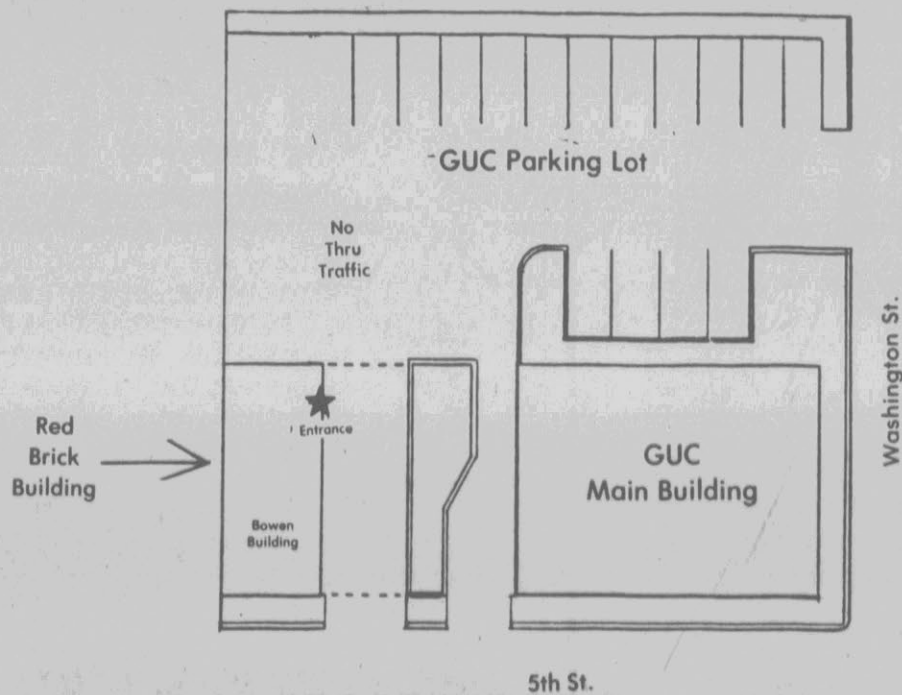 GUC Parking Lot
No
Thru
Traffic
Entrance
Red
Brick
Building
GUC
Main Building
Bowen
Building
Washington St.
5th St.